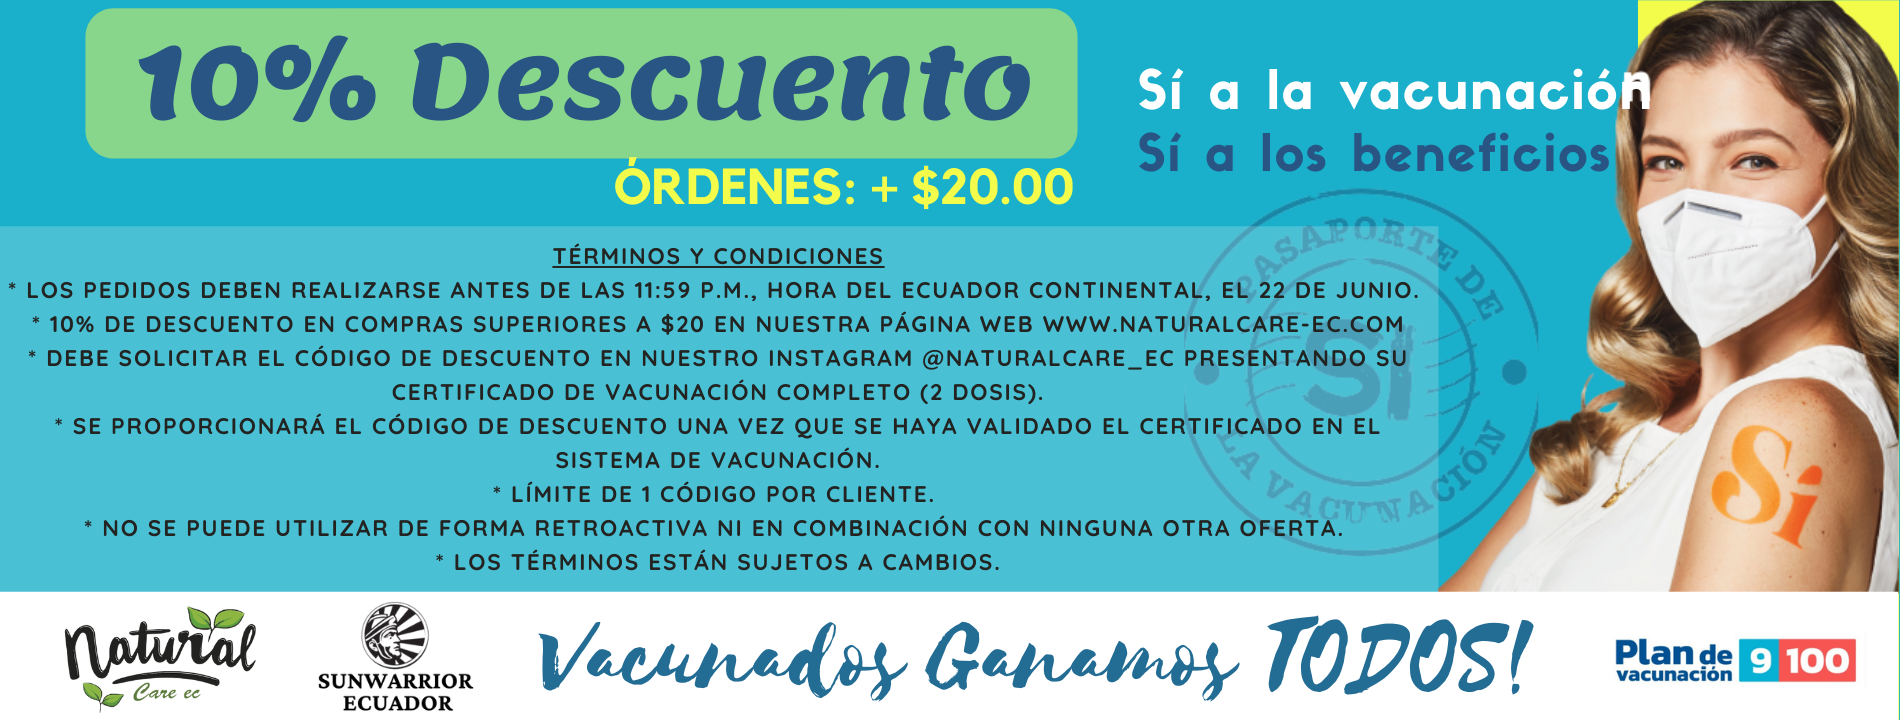 10% Descuento
ÓRDENES: + $20.00
Sí a la vacunación
Sí a los beneficios
TÉRMINOS Y CONDICIONES
* LOS PEDIDOS DEBEN REALIZARSE ANTES DE LAS 11:59 P.M., HORA DEL ECUADOR CONTINENTAL, EL 22 DE JUNIO.
* 10% DE DESCUENTO EN COMPRAS SUPERIORES A $20 EN NUESTRA PÁGINA WEB WWW.NATURALCARE-EC.COM
* DEBE SOLICITAR EL CÓDIGO DE DESCUENTO EN NUESTRO INSTAGRAM @NATURALCARE_EC PRESENTANDO SU
CERTIFICADO DE VACUNACIÓN COMPLETO (2 DOSIS).
* SE PROPORCIONARÁ EL CÓDIGO DE DESCUENTO UNA VEZ QUE SE HAYA VALIDADO EL CERTIFICADO EN EL
SISTEMA DE VACUNACIÓN.
* LÍMITE DE 1 CÓDIGO POR CLIENTE.
* NO SE PUEDE UTILIZAR DE FORMA RETROACTIVA NI EN COMBINACIÓN CON NINGUNA OTRA OFERTA.
* LOS TÉRMINOS ESTÁN SUJETOS A CAMBIOS.
PASAPORTE DE
SÍ
LA VACUNACIÓN
Sí
Natural
Care ec
SUNWARRIOR
ECUADOR
Vacunados Ganamos TODOS!
Plan de
vacunación
9 100